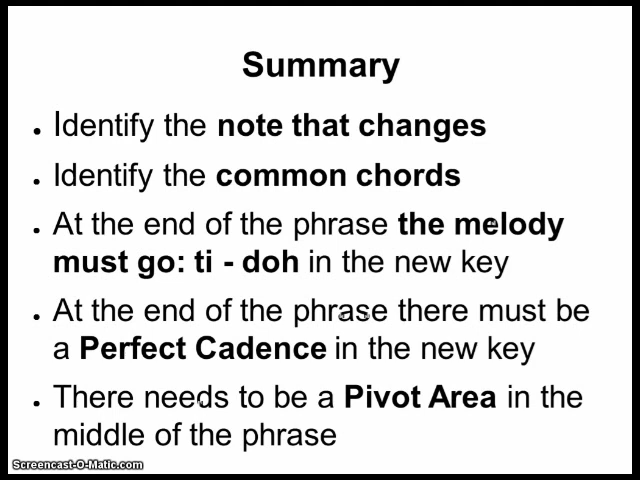 Summary
• Identify the note that changes
• Identify the common chords
• At the end of the phrase the melody
must go: ti - doh in the new key
• At the end of the phrase there must be
a Perfect Cadence in the new key
• There needs to be a Pivot Area in the
middle of the phrase
Screencast-O-Matic.com